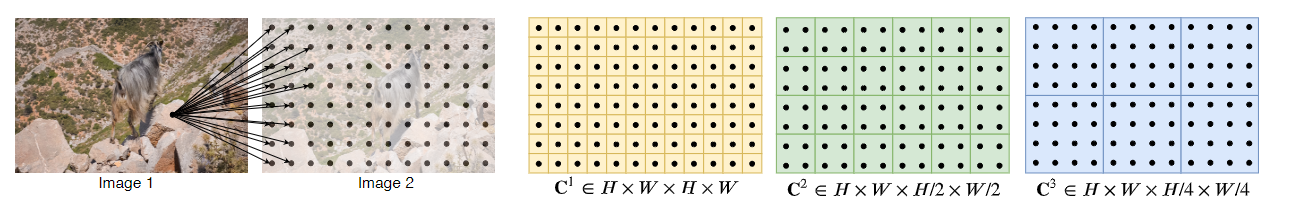 Image 1
Image 2
C¹ ∈ H × W × H × W
C² ∈ H × W × H/2 × W/2
C³ ∈ H × W × H/4 × W/4